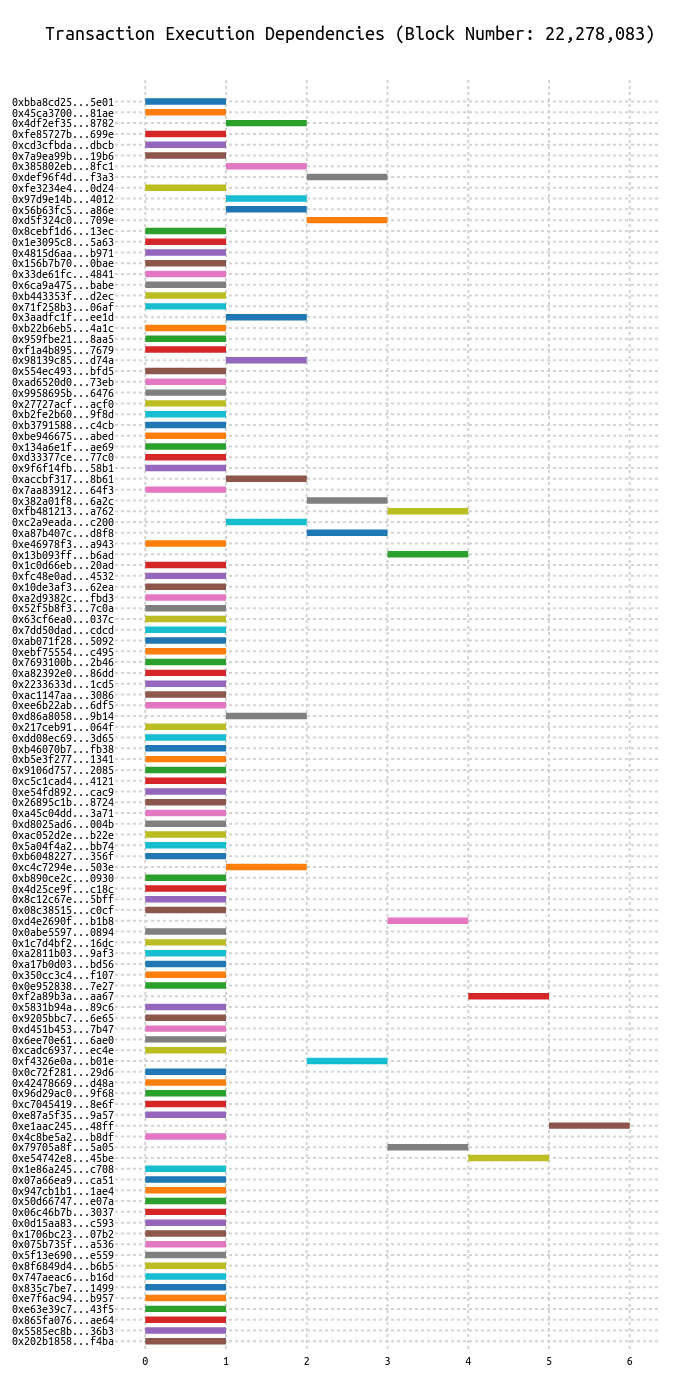 Transaction Execution Dependencies (Block Number: 22,278,083)
0xbba8cd25...5e01
0x45ca3700...81ae
0x4df2ef35...8782
0xfe85727b...699e
0xcd3cfbda...dbcb
0x7a9ea99b...19b6
0x385802eb...8fc1
0xdef96f4d...f3a3
0xfe3234e4...0d24
0x97d9e14b...4012
0x56b63fc5...a86e
0xd5f324c0...709e
0x8cebf1d6...13ec
0x1e3095c8...5a63
0x4815d6aa...b971
0x156b7b70...0bae
0x33de61fc...4841
0x6ca9a475...babe
0xb443353f...d2ec
0x71f258b3...06af
0x3aadfc1f...ee1d
0xb22b6eb5...4a1c
0x959fbe21...8aa5
0xf1a4b895...7679
0x98139c85...d74a
0x554ec493...bfd5
0xad6520d0...73eb
0x9958695b...6476
0x27727acf...acf0
0xb2fe2b60...9f8d
0xb3791588...c4cb
0xbe946675...abed
0x134a6e1f...ae69
0xd33377ce...77c0
0x9f6f14fb...58b1
0xaccbf317...8b61
0x7aa83912...64f3
0x382a01f8...6a2c
0xfb481213...a762
0xc2a9eada...c200
0xa87b407c...d8f8
0xe46978f3...a943
0x13b093ff...b6ad
0x1c0d66eb...20ad
0xfc48e0ad...4532
0x10de3af3...62ea
0xa2d9382c...fbd3
0x52f5b8f3...7c0a
0x63cf6ea0...037c
0x7dd50dad...cdcd
0xab071f28...5092
0xebf75554...c495
0x7693100b...2b46
0xa82392e0...86dd
0x2233633d...1cd5
0xac1147aa...3086
0xee6b22ab...6df5
0xd86a8058...9b14
0x217ceb91...064f
0xdd08ec69...3d65
0xb46070b7...fb38
0xb5e3f277...1341
0x9106d757...2085
0xc5c1cad4...4121
0xe54fd892...cac9
0x26895c1b...8724
0xa45c04dd...3a71
0xd8025ad6...004b
0xac052d2e...b22e
0x5a04f4a2...bb74
0xb6048227...356f
0xc4c7294e...503e
0xb890ce2c...0930
0x4d25ce9f...c18c
0x8c12c67e...5bff
0x08c38515...c0cf
0xd4e2690f...b1b8
0x0abe5597...0894
0x1c7d4bf2...16dc
0xa2811b03...9af3
0xa17b0d03...bd56
0x350cc3c4...f107
0x0e952838...7e27
0xf2a89b3a...aa67
0x5831b94a...89c6
0x9205bbc7...6e65
0xd451b453...7b47
0x6ee70e61...6ae0
0xcadc6937...ec4e
0xf4326e0a...b01e
0x0c72f281...29d6
0x42478669...d48a
0x96d29ac0...9f68
0xc7045419...8e6f
0xe87a5f35...9a57
0xe1aac245...48ff
0x4c8be5a2...b8df
0x79705a8f...5a05
0xe54742e8...45be
0x1e86a245...c708
0x07a66ea9...ca51
0x947cb1b1...1ae4
0x50d66747...e07a
0x06c46b7b...3037
0x0d15aa83...c593
0x1706bc23...07b2
0x075b735f...a536
0x5f13e690...e559
0x8f6849d4...b6b5
0x747aeac6...b16d
0x835c7be7...1499
0xe7f6ac94...b957
0xe63e39c7...43f5
0x865fa076...ae64
0x5585ec8b...36b3
0x202b1858...f4ba
0 1 2 3 4 5 6